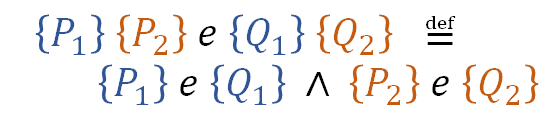 {P₁} {P₂} e {Q₁} {Q₂} ≝
{P₁} e {Q₁} ∧ {P₂} e {Q₂}